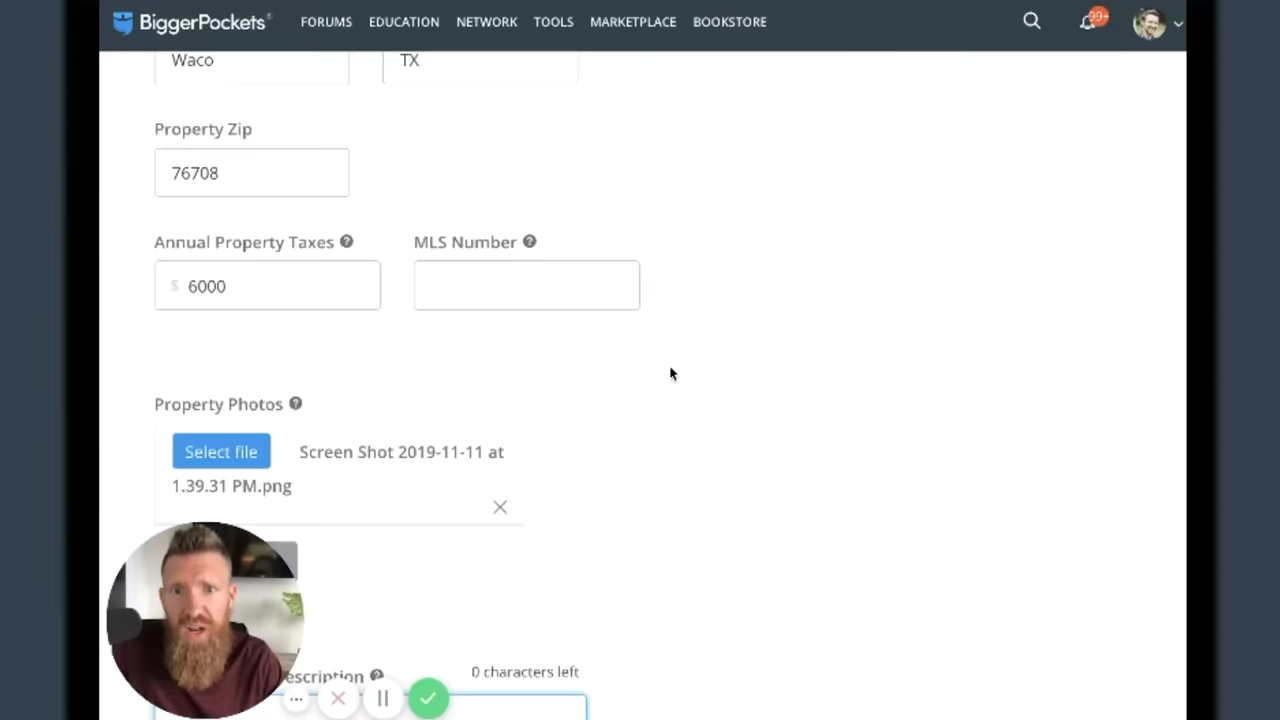 BiggerPockets®
FORUMS EDUCATION NETWORK TOOLS MARKETPLACE BOOKSTORE
99+
Waco TX
Property Zip
76708
Annual Property Taxes ? MLS Number ?
$ 6000
Property Photos ?
Select file Screen Shot 2019-11-11 at
1.39.31 PM.png
escription ? 0 characters left